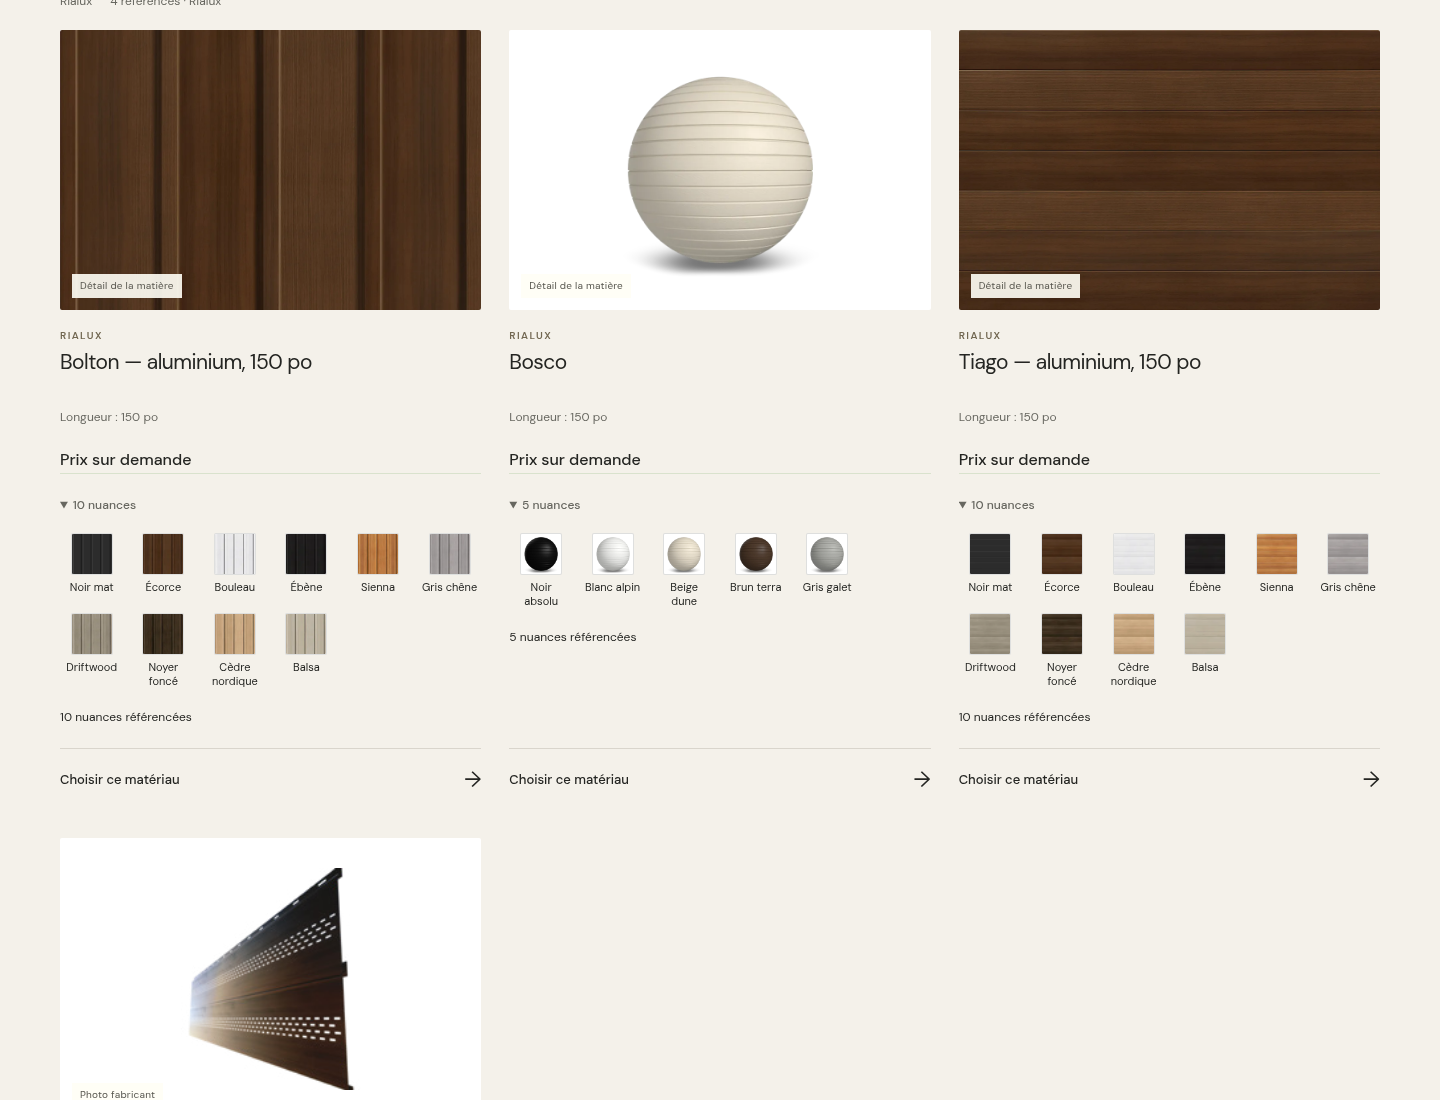 Rialux 4 références · Rialux
Détail de la matière
Détail de la matière
Détail de la matière
RIALUX
Bolton — aluminium, 150 po
Longueur : 150 po
Prix sur demande
▼ 10 nuances
Noir mat
Écorce
Bouleau
Ébène
Sienna
Gris chêne
Driftwood
Noyer
foncé
Cèdre
nordique
Balsa
10 nuances référencées
Choisir ce matériau
RIALUX
Bosco
Longueur : 150 po
Prix sur demande
▼ 5 nuances
Noir
absolu
Blanc alpin
Beige
dune
Brun terra
Gris galet
5 nuances référencées
Choisir ce matériau
RIALUX
Tiago — aluminium, 150 po
Longueur : 150 po
Prix sur demande
▼ 10 nuances
Noir mat
Écorce
Bouleau
Ébène
Sienna
Gris chêne
Driftwood
Noyer
foncé
Cèdre
nordique
Balsa
10 nuances référencées
Choisir ce matériau
Photo fabricant